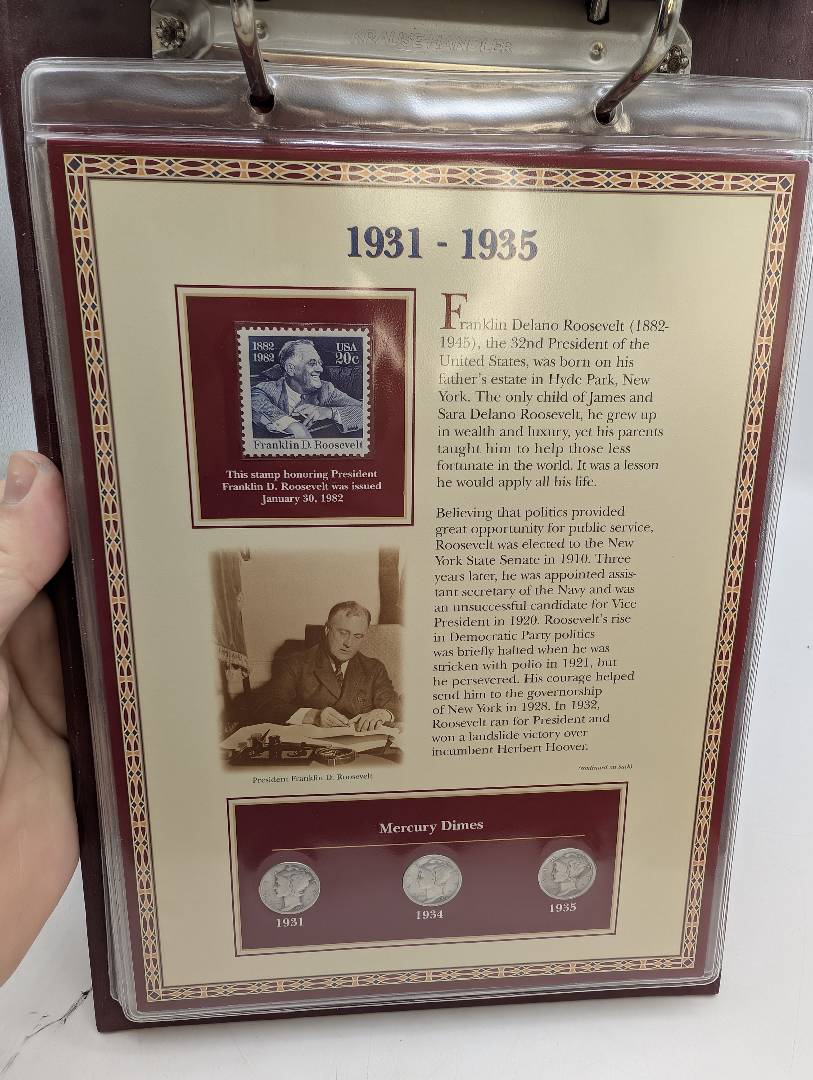 KRAUSE HANDLER
1931 - 1935
1882
1982
USA
20c
Franklin D. Roosevelt
This stamp honoring President
Franklin D. Roosevelt was issued
January 30, 1982
Franklin Delano Roosevelt (1882-
1945), the 32nd President of the
United States, was born on his
father's estate in Hyde Park, New
York. The only child of James and
Sara Delano Roosevelt, he grew up
in wealth and luxury, yet his parents
taught him to help those less
fortunate in the world. It was a lesson
he would apply all his life.
Believing that politics provided
great opportunity for public service,
Roosevelt was elected to the New
York State Senate in 1910. Three
years later, he was appointed assis-
tant secretary of the Navy and was
an unsuccessful candidate for Vice
President in 1920. Roosevelt's rise
in Democratic Party politics
was briefly halted when he was
stricken with polio in 1921, but
he persevered. His courage helped
send him to the governorship
of New York in 1928. In 1932,
Roosevelt ran for President and
won a landslide victory over
incumbent Herbert Hoover.
(continued on back)
President Franklin D. Roosevelt
Mercury Dimes
1931
1934
1935